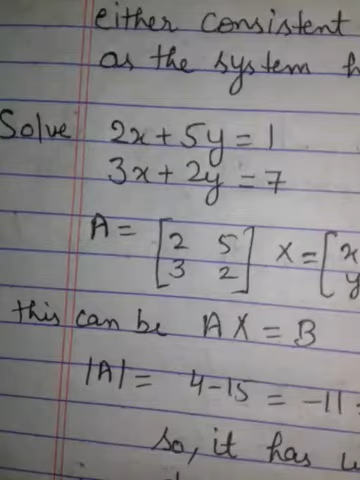 either consistent
as the system
Solve 2x + 5y = 1
3x + 2y = 7
A = [2 5 X = [x
3 2] y
this can be AX = B
|A| = 4 - 15 = -11
so, it has